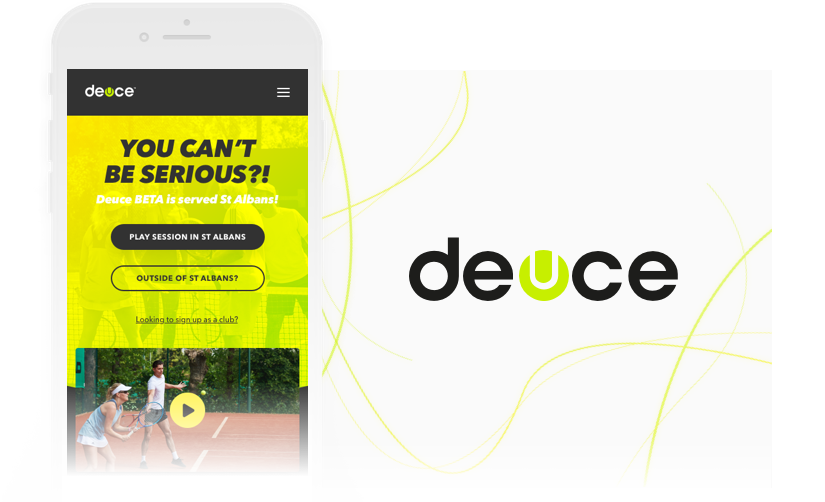 deuce
YOU CAN'T
BE SERIOUS?!
Deuce BETA is served St Albans!
PLAY SESSION IN ST ALBANS
OUTSIDE OF ST ALBANS?
Looking to sign up as a club?
deuce